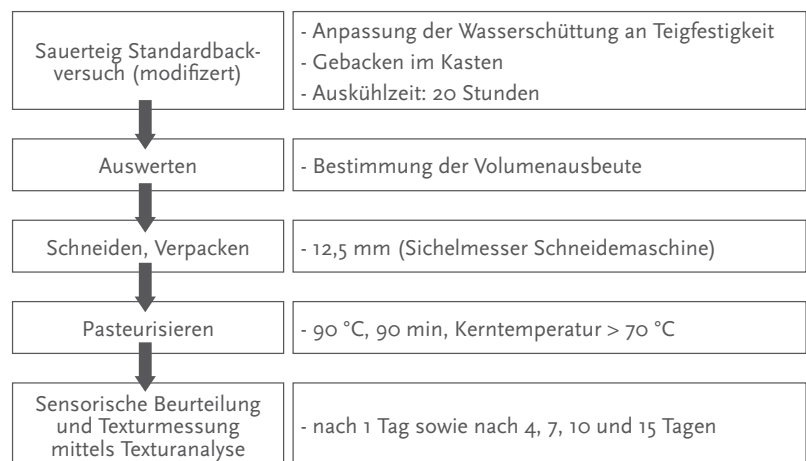 Sauerteig Standardback-
versuch (modifizert)
- Anpassung der Wasserschüttung an Teigfestigkeit
- Gebacken im Kasten
- Auskühlzeit: 20 Stunden
Auswerten
- Bestimmung der Volumenausbeute
Schneiden, Verpacken
- 12,5 mm (Sichelmesser Schneidemaschine)
Pasteurisieren
- 90 °C, 90 min, Kerntemperatur > 70 °C
Sensorische Beurteilung
und Texturmessung
mittels Texturanalyse
- nach 1 Tag sowie nach 4, 7, 10 und 15 Tagen